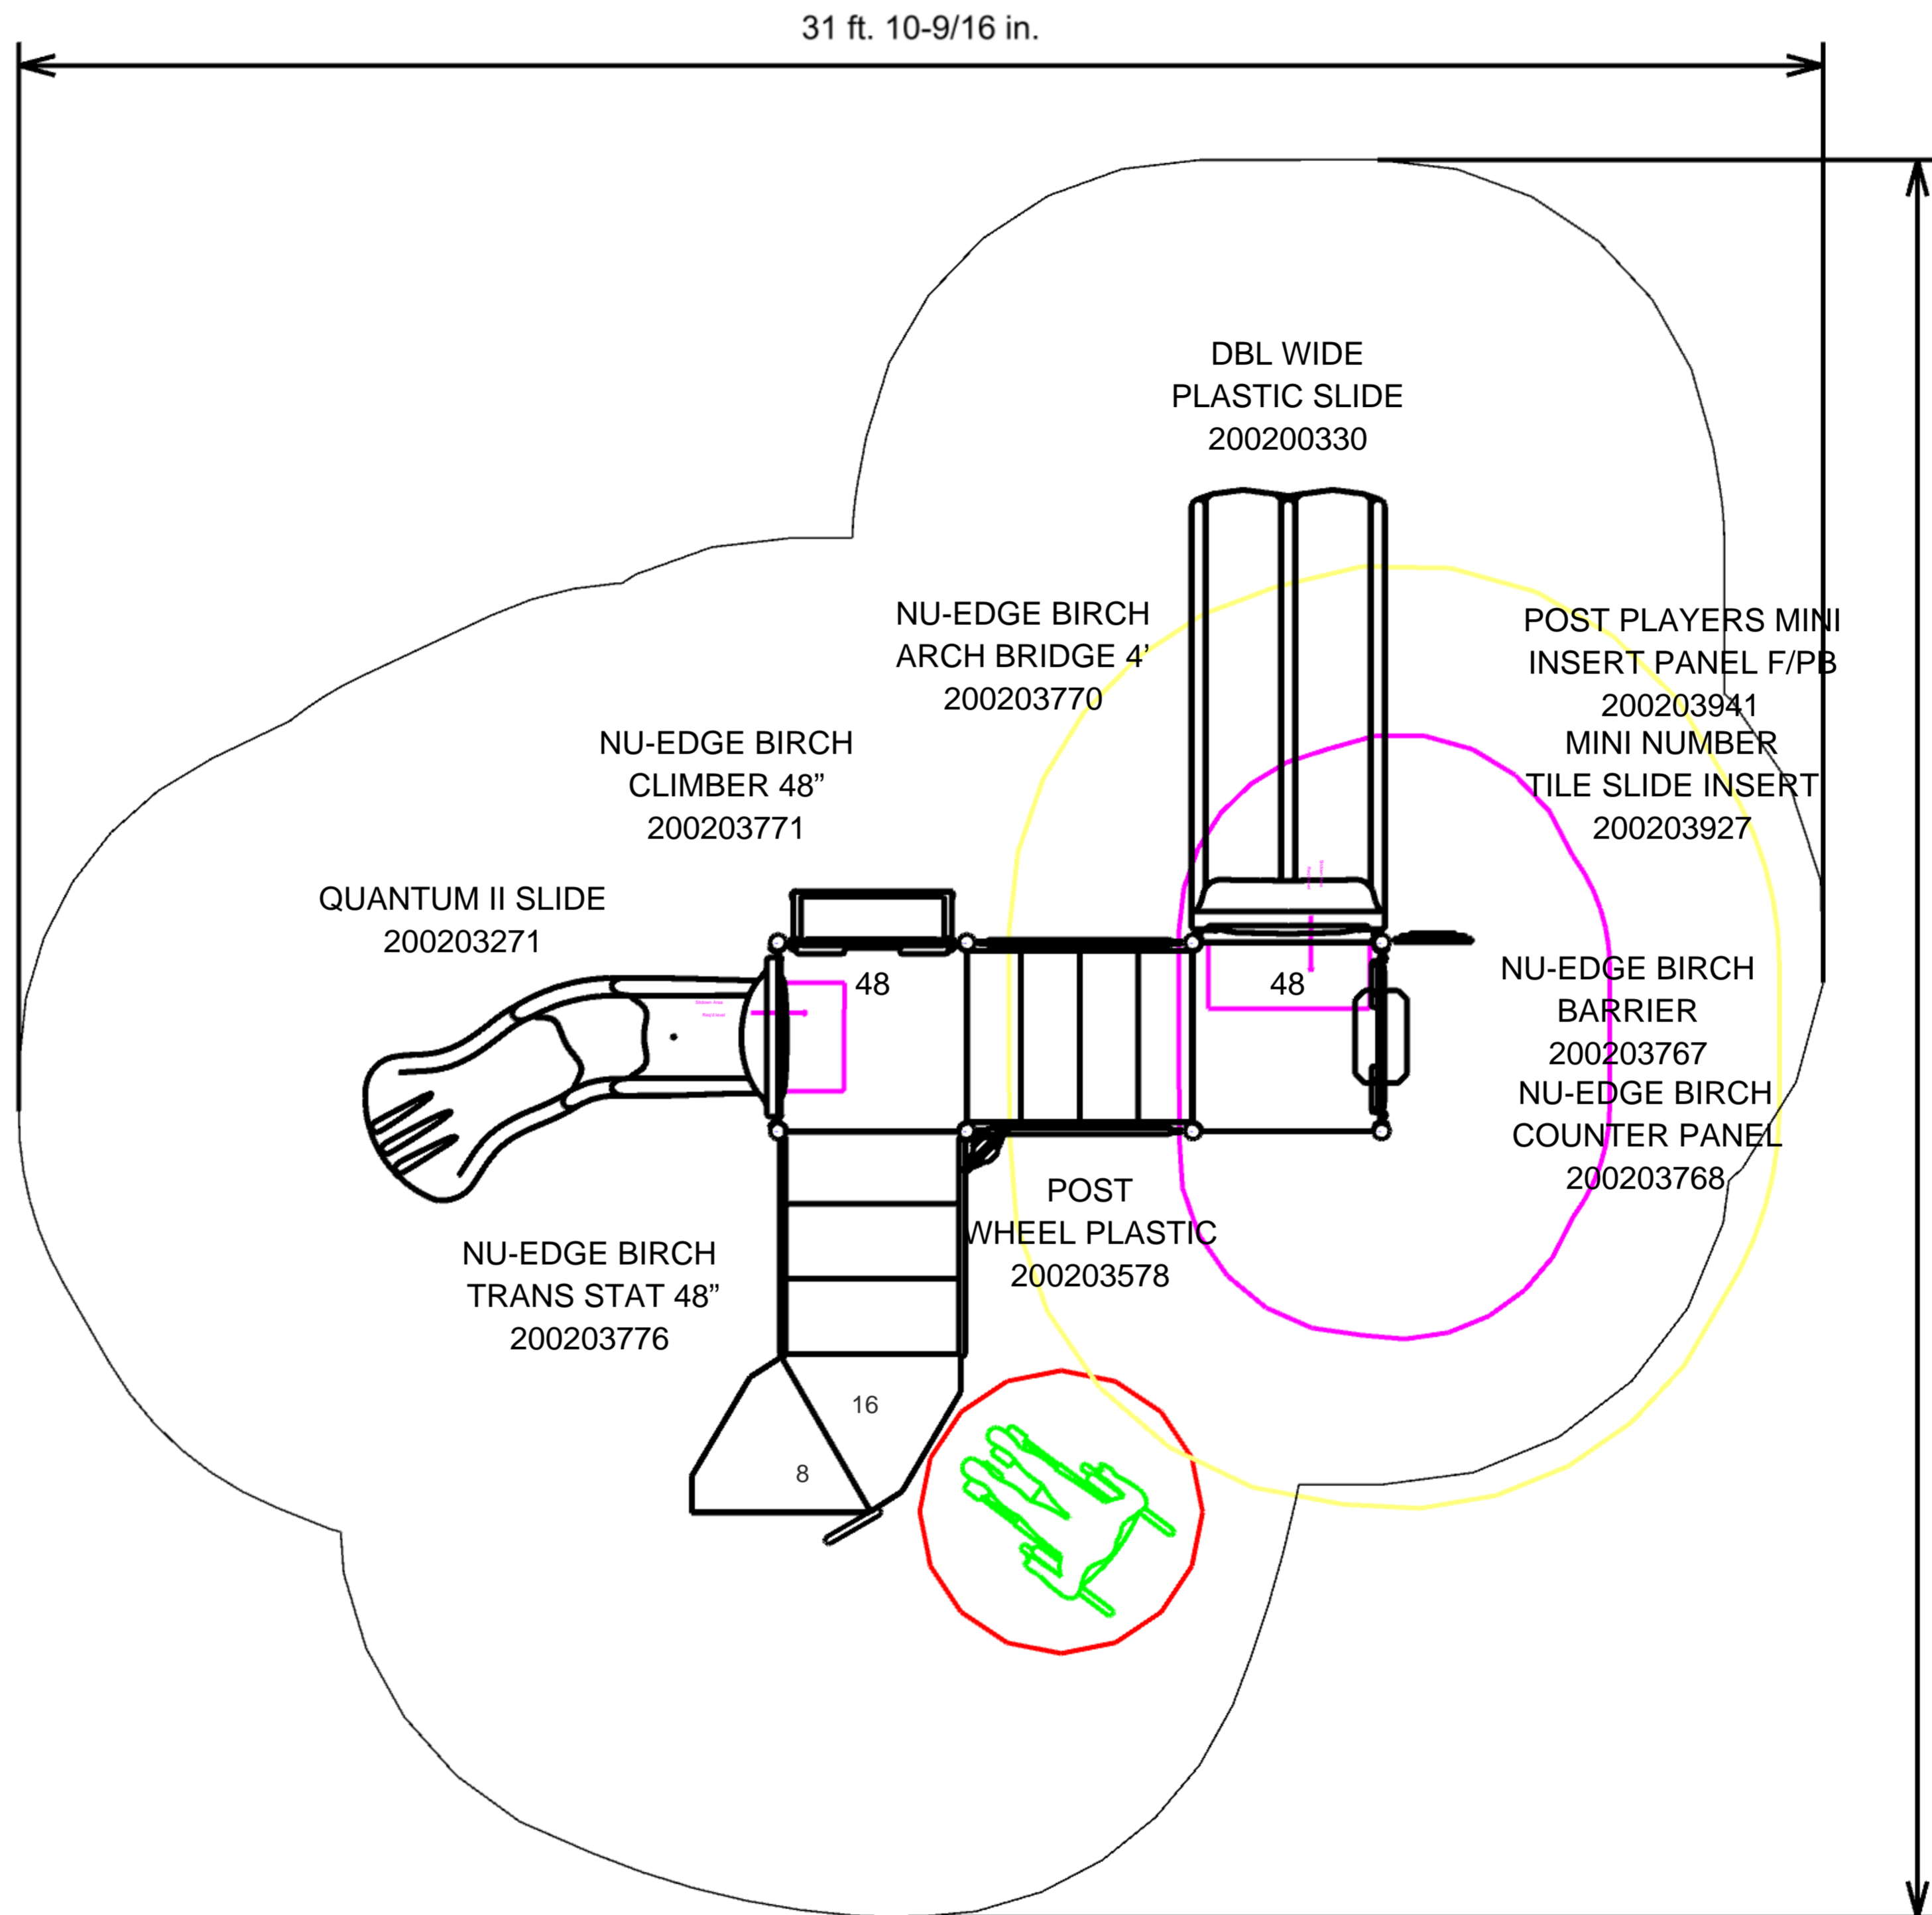 31 ft. 10-9/16 in.
DBL WIDE
PLASTIC SLIDE
200200330
NU-EDGE BIRCH
ARCH BRIDGE 4’
200203770
POST PLAYERS MINI
INSERT PANEL F/PB
200203941
MINI NUMBER
TILE SLIDE INSERT
200203927
NU-EDGE BIRCH
CLIMBER 48”
200203771
QUANTUM II SLIDE
200203271
48
48
NU-EDGE BIRCH
BARRIER
200203767
NU-EDGE BIRCH
COUNTER PANEL
200203768
POST
WHEEL PLASTIC
200203578
NU-EDGE BIRCH
TRANS STAT 48”
200203776
16
8